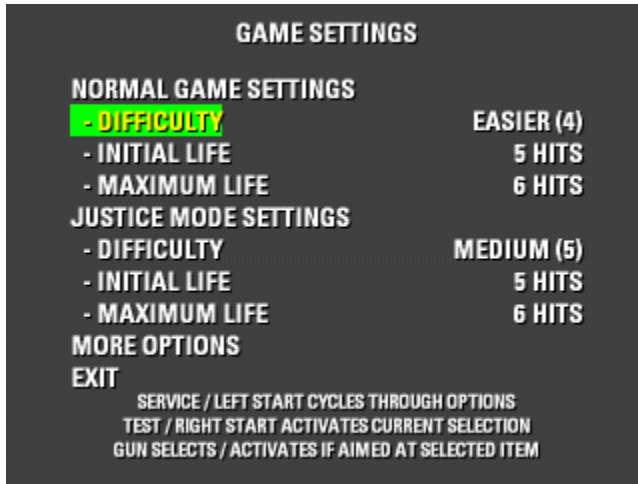 GAME SETTINGS
NORMAL GAME SETTINGS
- DIFFICULTY EASIER (4)
- INITIAL LIFE 5 HITS
- MAXIMUM LIFE 6 HITS
JUSTICE MODE SETTINGS
- DIFFICULTY MEDIUM (5)
- INITIAL LIFE 5 HITS
- MAXIMUM LIFE 6 HITS
MORE OPTIONS
EXIT
SERVICE / LEFT START CYCLES THROUGH OPTIONS
TEST / RIGHT START ACTIVATES CURRENT SELECTION
GUN SELECTS / ACTIVATES IF AIMED AT SELECTED ITEM